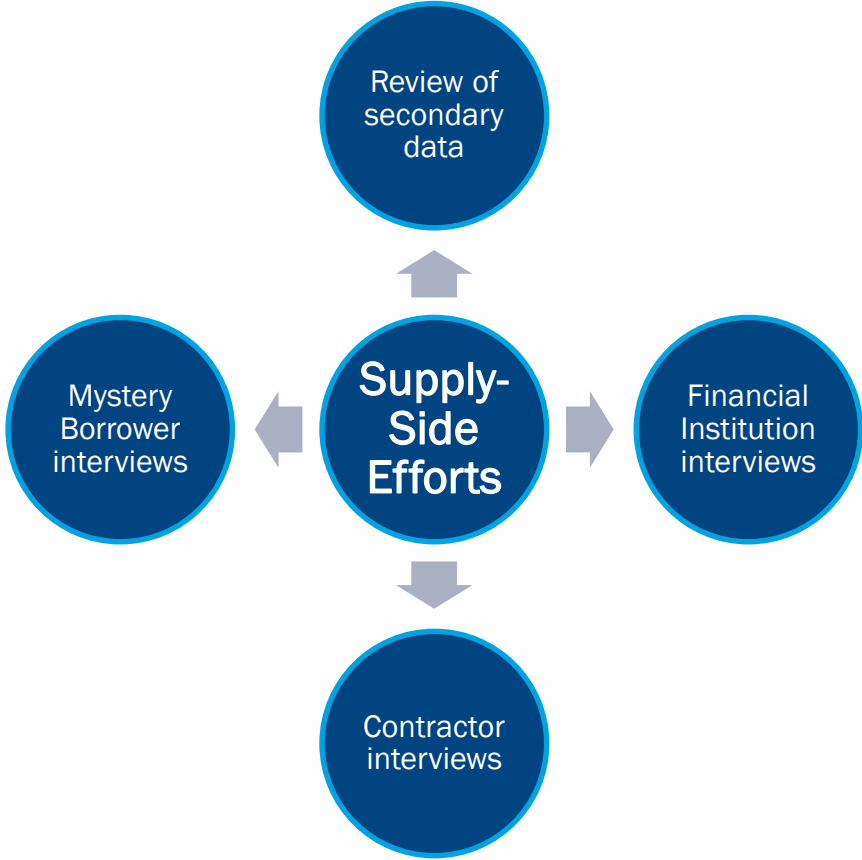 Review of
secondary
data
Mystery
Borrower
interviews
Supply-
Side
Efforts
Financial
Institution
interviews
Contractor
interviews